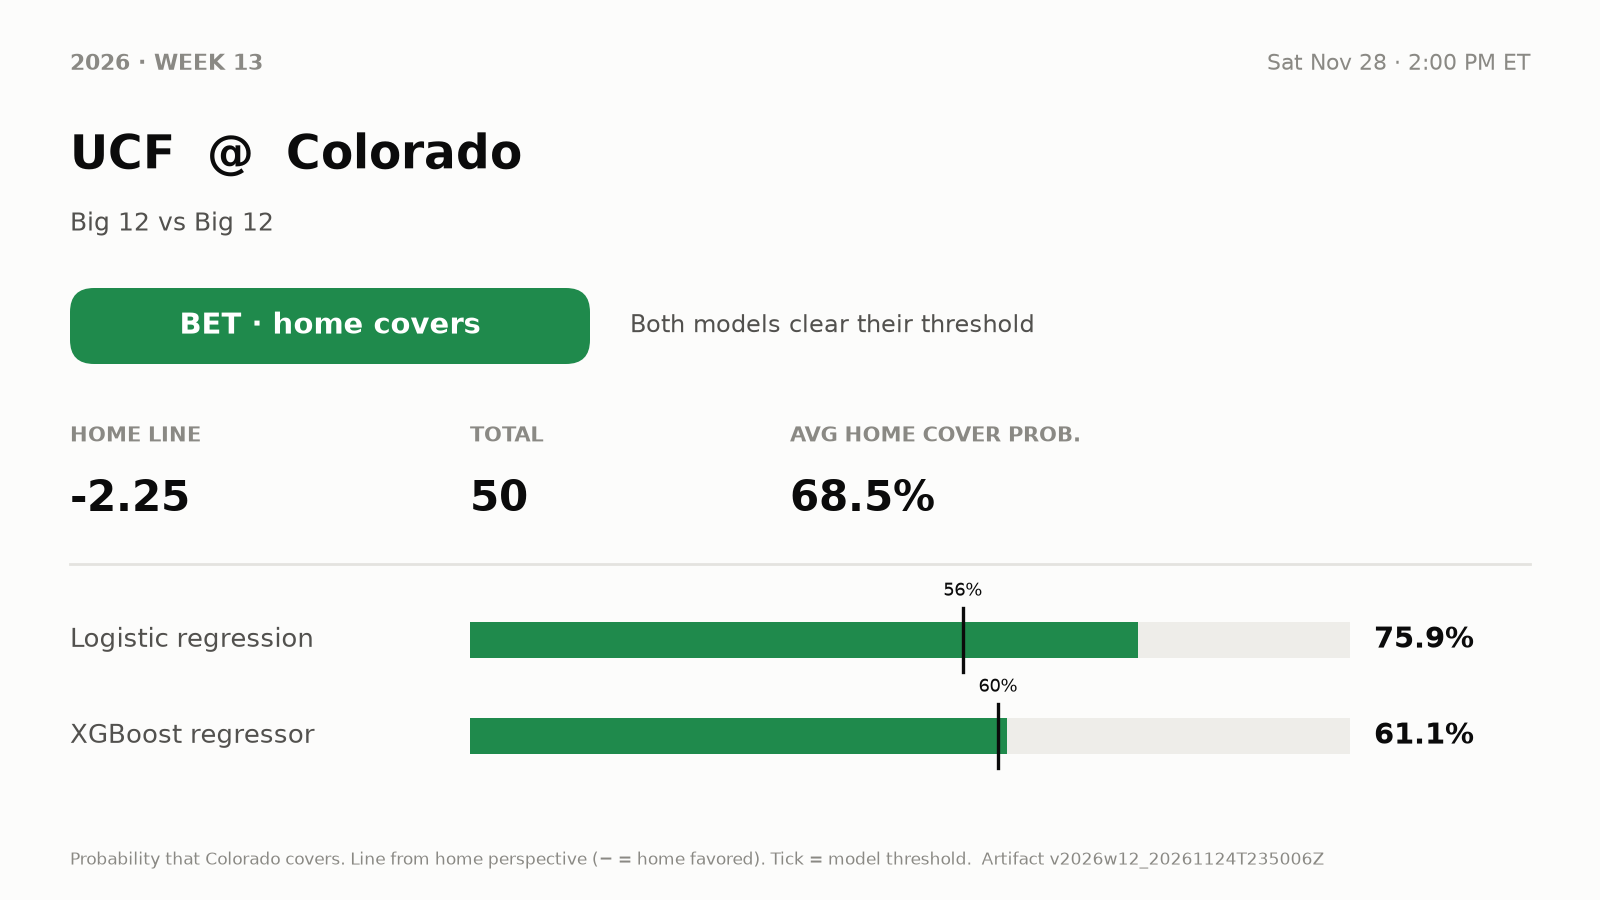 2026 · WEEK 13
Sat Nov 28 · 2:00 PM ET
UCF @ Colorado
Big 12 vs Big 12
BET · home covers
Both models clear their threshold
HOME LINE
TOTAL
AVG HOME COVER PROB.
-2.25
50
68.5%
56%
Logistic regression
75.9%
60%
XGBoost regressor
61.1%
Probability that Colorado covers. Line from home perspective (− = home favored). Tick = model threshold. Artifact v2026w12_20261124T235006Z